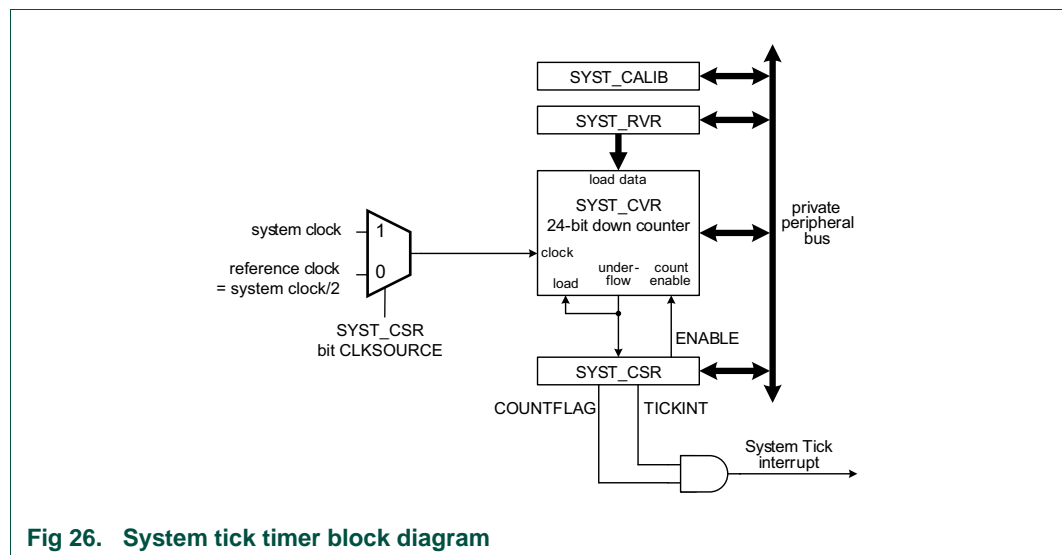 SYST_CALIB
SYST_RVR
load data
SYST_CVR
24-bit down counter
private
peripheral
bus
system clock
1
clock
reference clock
= system clock/2
0
under-
flow
count
enable
load
SYST_CSR
bit CLKSOURCE
ENABLE
SYST_CSR
COUNTFLAG
TICKINT
System Tick
interrupt
Fig 26. System tick timer block diagram